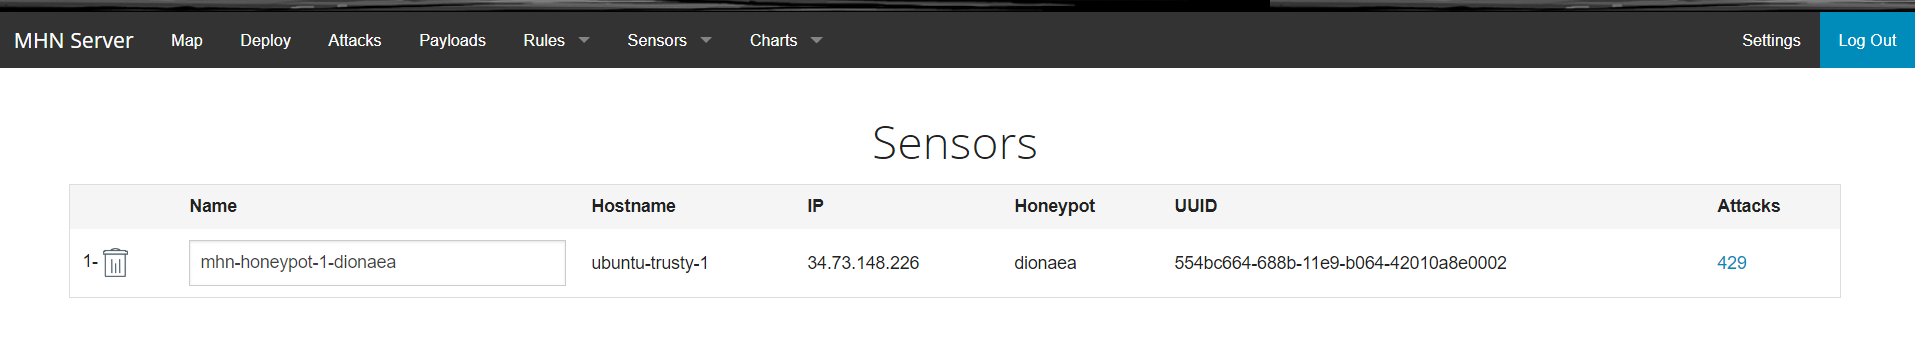 MHN Server Map Deploy Attacks Payloads Rules Sensors Charts Settings Log Out
Sensors
Name Hostname IP Honeypot UUID Attacks
1- mhn-honeypot-1-dionaea ubuntu-trusty-1 34.73.148.226 dionaea 554bc664-688b-11e9-b064-42010a8e0002 429